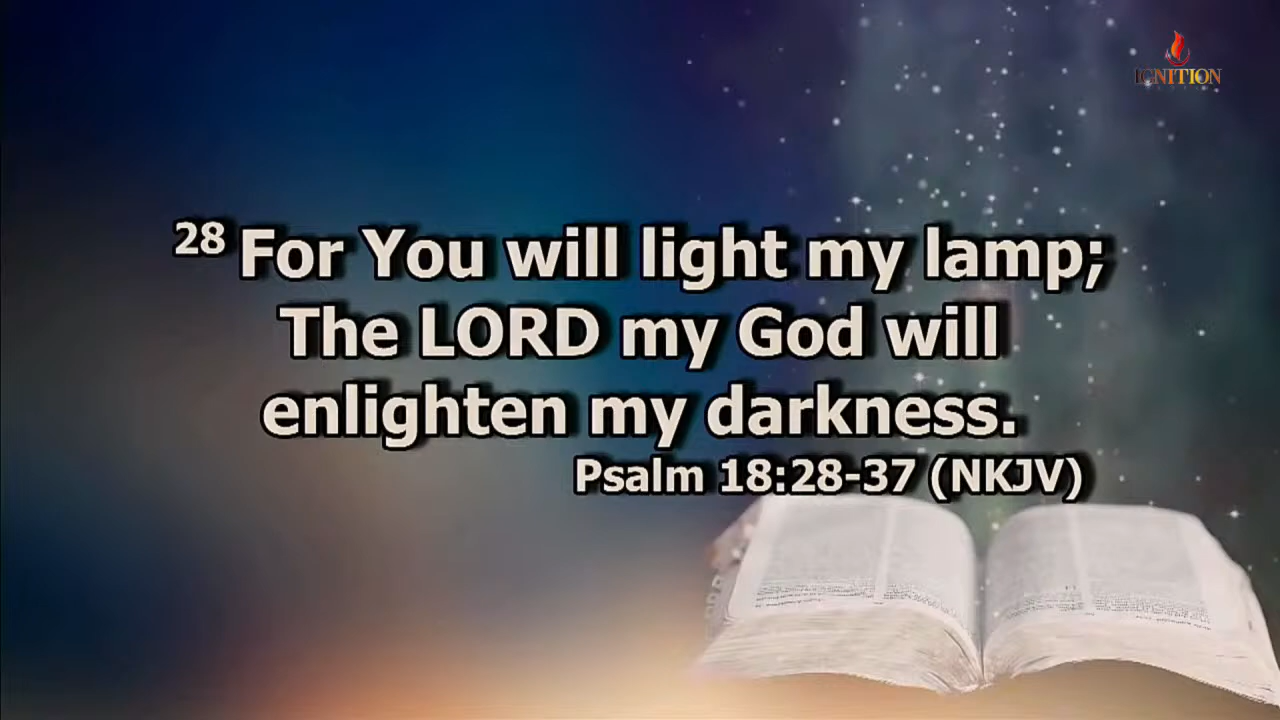 IGNITION
28 For You will light my lamp;
The LORD my God will
enlighten my darkness.
Psalm 18:28-37 (NKJV)